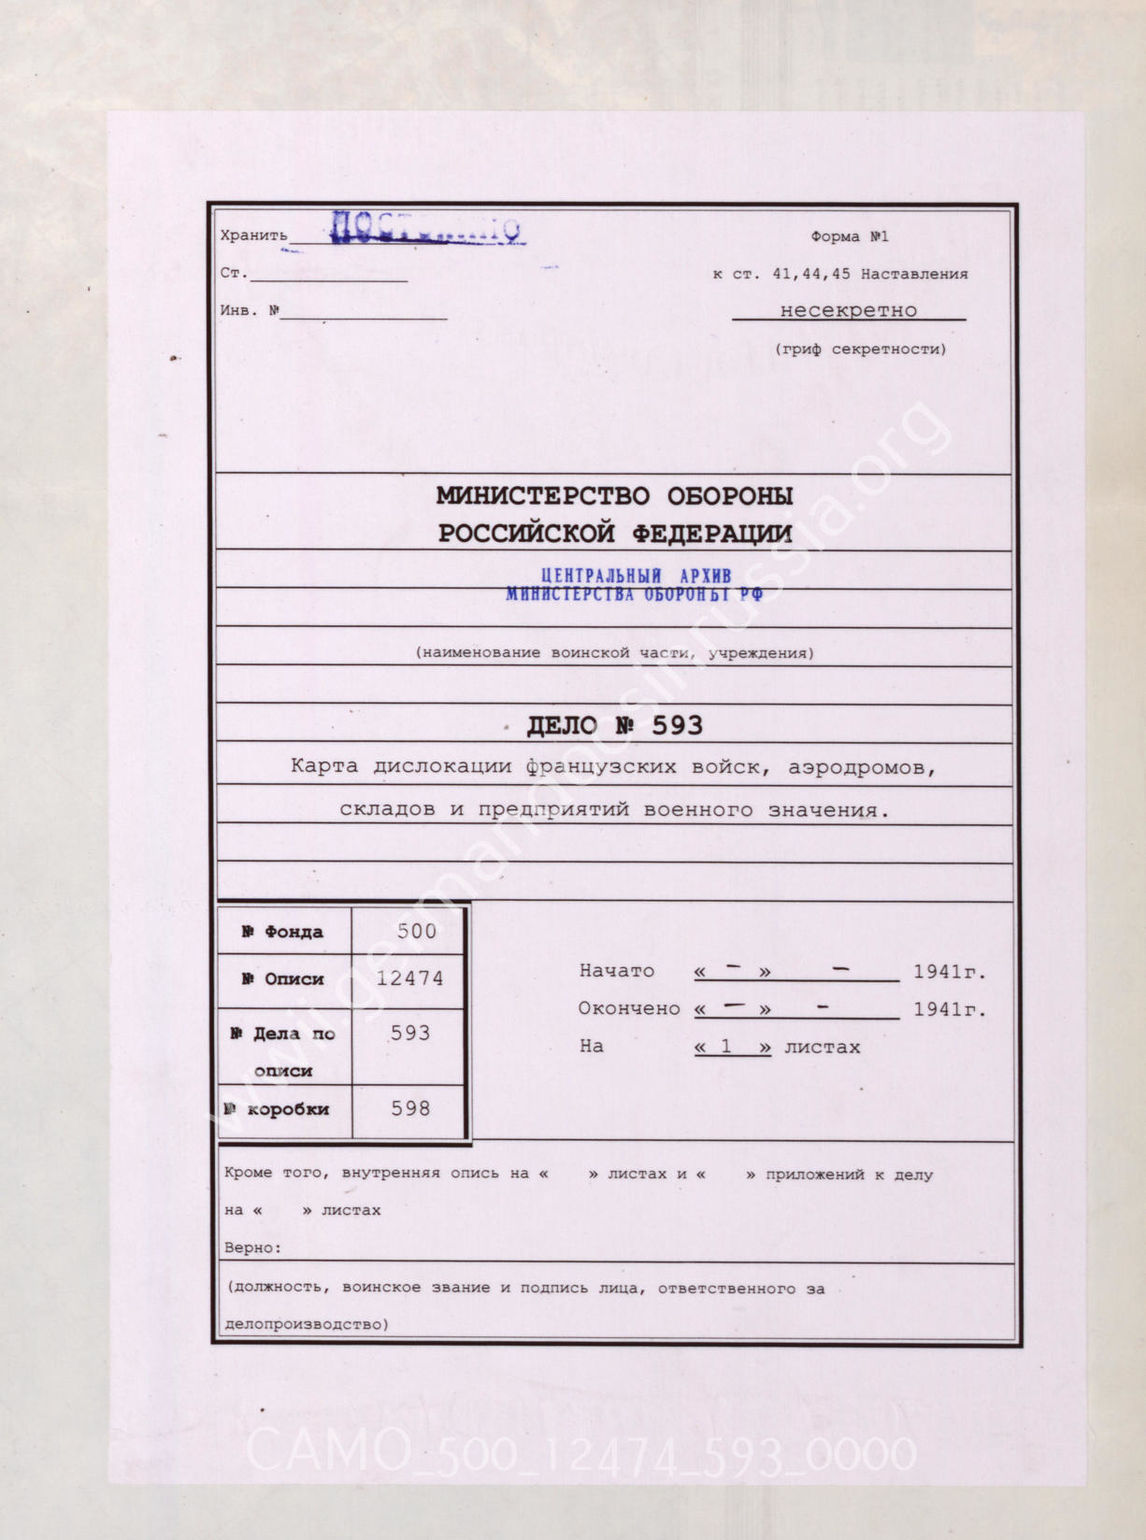 Хранить постоянно
Форма №1
Ст.
к ст. 41,44,45 Наставления
Инв. №
несекретно
(гриф секретности)
МИНИСТЕРСТВО ОБОРОНЫ
РОССИЙСКОЙ ФЕДЕРАЦИИ
ЦЕНТРАЛЬНЫЙ АРХИВ
МИНИСТЕРСТВА ОБОРОНЫ РФ
(наименование воинской части, учреждения)
ДЕЛО № 593
Карта дислокации французских войск, аэродромов,
складов и предприятий военного значения.
№ Фонда 500
№ Описи 12474
№ Дела по описи 593
№ коробки 598
Начато « — » — 1941г.
Окончено « — » - 1941г.
На « 1 » листах
Кроме того, внутренняя опись на « » листах и « » приложений к делу
на « » листах
Верно:
(должность, воинское звание и подпись лица, ответственного за
делопроизводство)
www.germandocsinrussia.org
CAMO_500_12474_593_0000